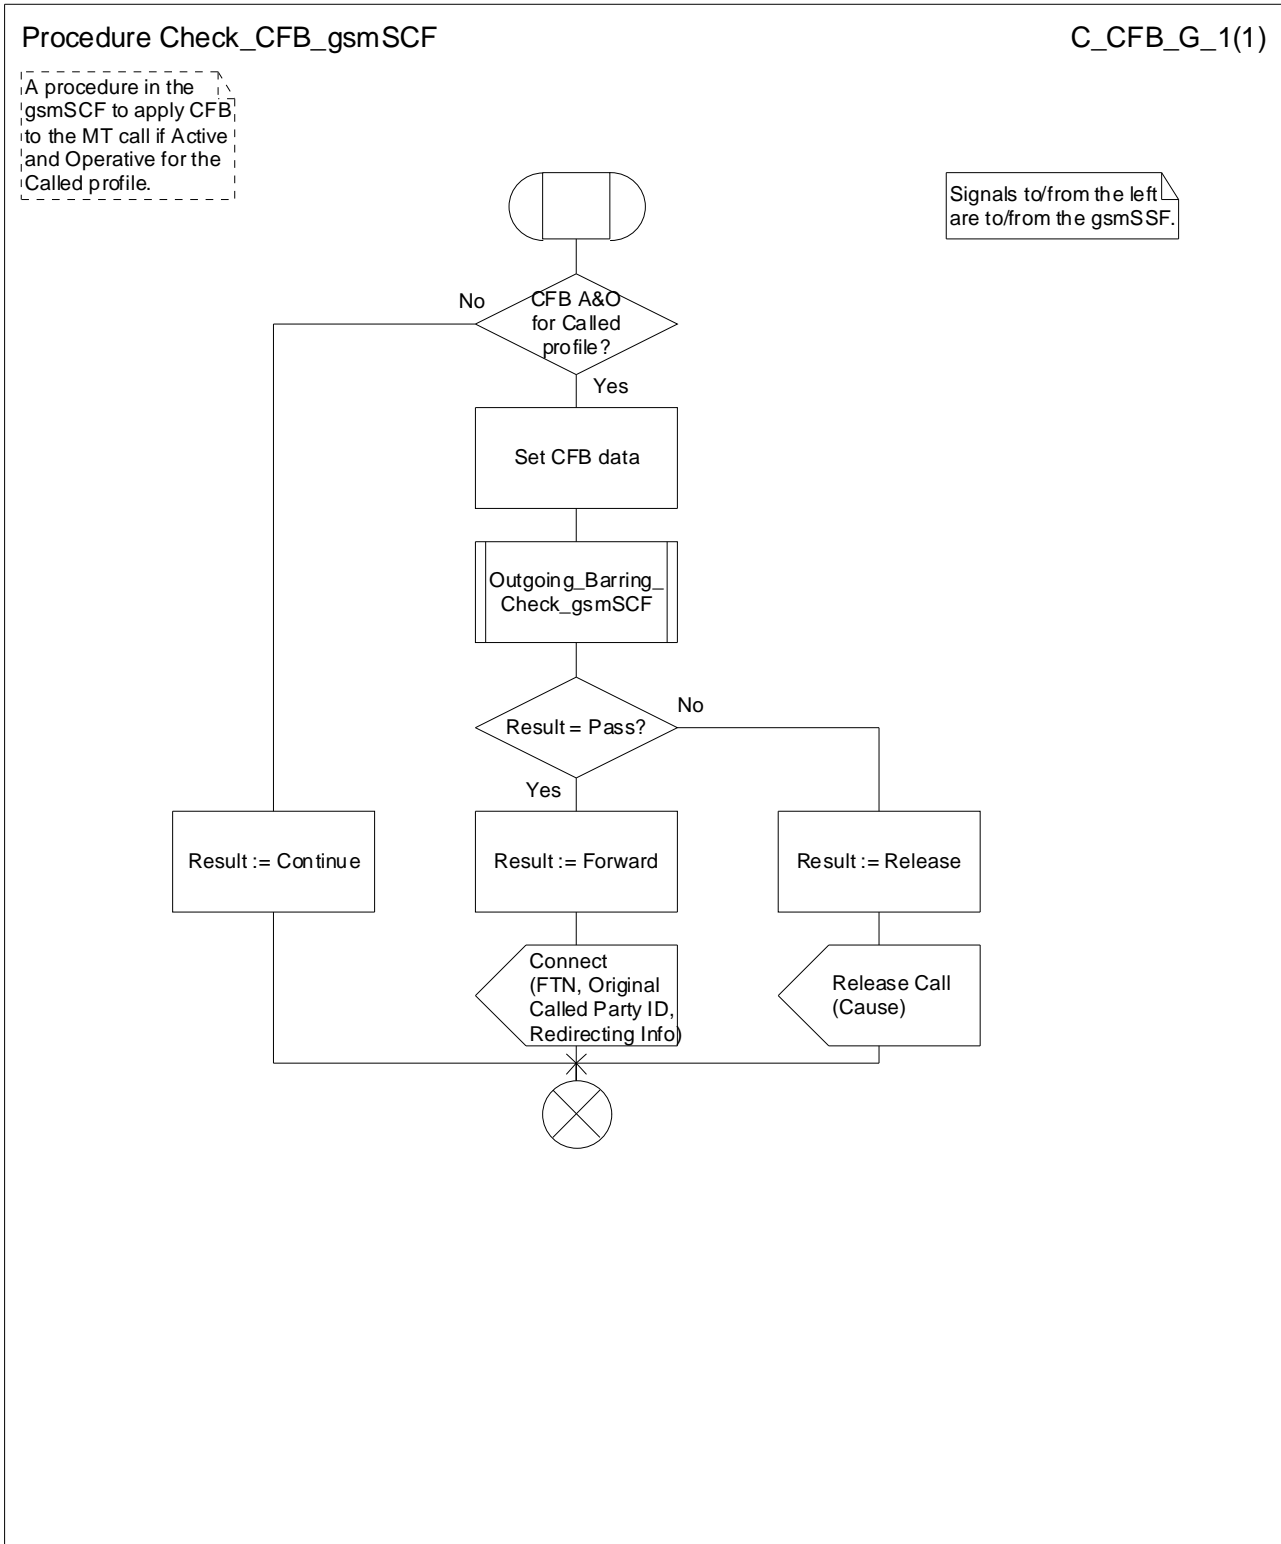 Procedure Check_CFB_gsmSCF
C_CFB_G_1(1)
A procedure in the
gsmSCF to apply CFB
to the MT call if Active
and Operative for the
Called profile.
Signals to/from the left
are to/from the gsmSSF.
No
CFB A&O
for Called
profile?
Yes
Set CFB data
Outgoing_Barring_
Check_gsmSCF
Result = Pass?
No
Yes
Result := Continue
Result := Forward
Result := Release
Connect
(FTN, Original
Called Party ID,
Redirecting Info)
Release Call
(Cause)